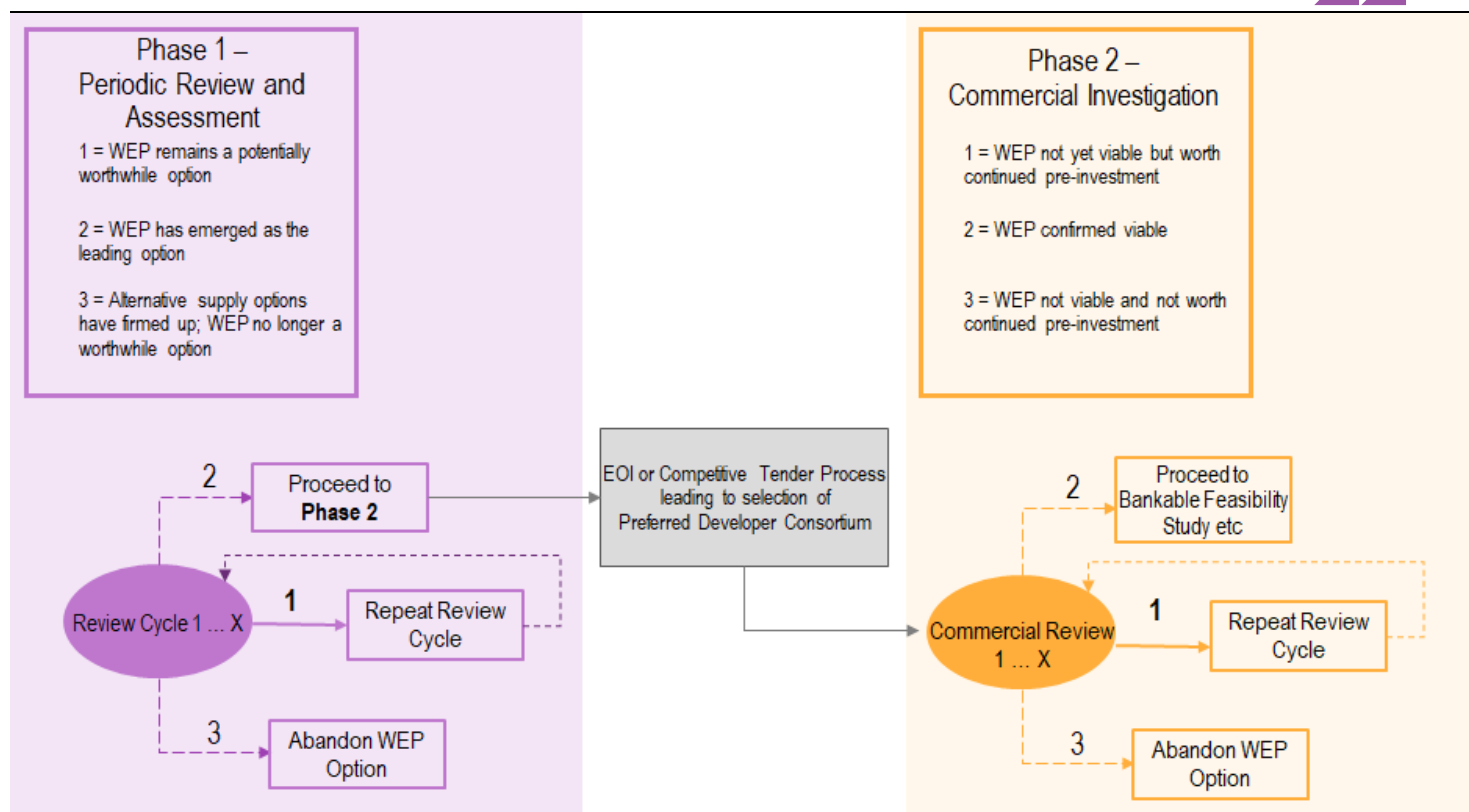 Phase 1 –
Periodic Review and
Assessment
1 = WEP remains a potentially
worthwhile option
2 = WEP has emerged as the
leading option
3 = Alternative supply options
have firmed up; WEP no longer a
worthwhile option
2
Proceed to
Phase 2
Review Cycle 1 ... X
1
Repeat Review
Cycle
3
Abandon WEP
Option
EOI or Competitive Tender Process
leading to selection of
Preferred Developer Consortium
Phase 2 –
Commercial Investigation
1 = WEP not yet viable but worth
continued pre-investment
2 = WEP confirmed viable
3 = WEP not viable and not worth
continued pre-investment
2
Proceed to
Bankable Feasibility
Study etc
Commercial Review
1 ... X
1
Repeat Review
Cycle
3
Abandon WEP
Option